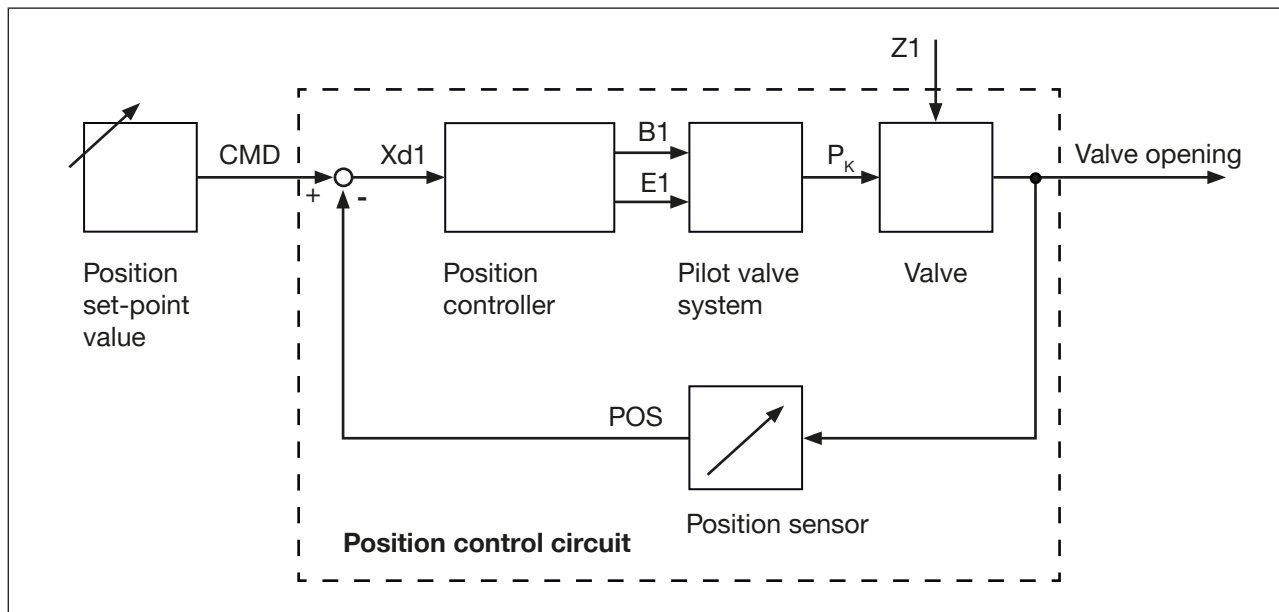 Z1
CMD
Xd1
B1
E1
P_K
Valve opening
+
-
Position
set-point
value
Position
controller
Pilot valve
system
Valve
POS
Position sensor
Position control circuit